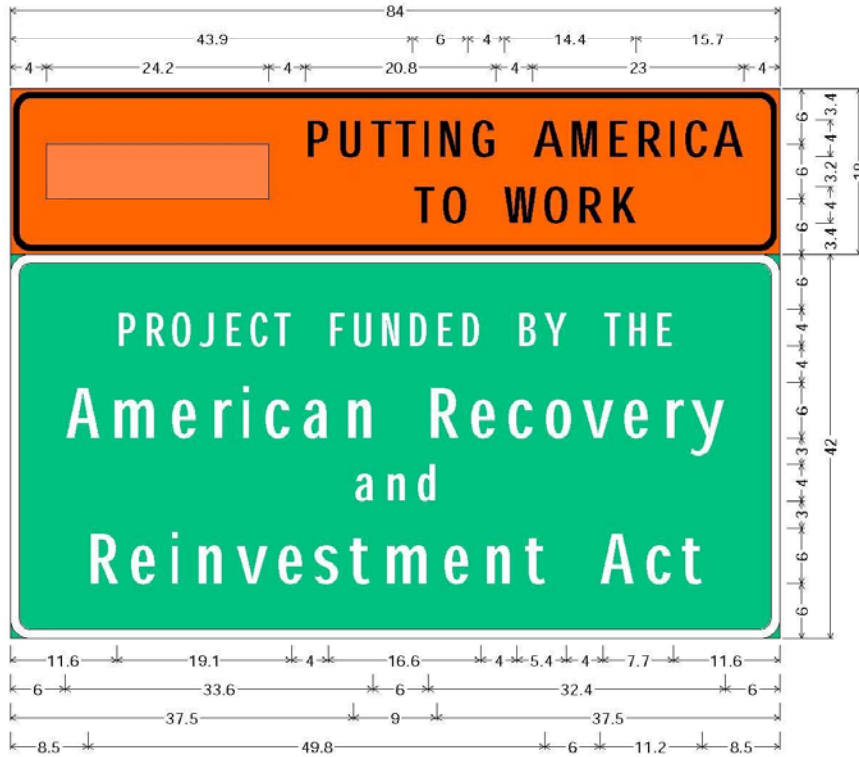 84
43.9 6 4 14.4 15.7
4 24.2 4 20.8 4 23 4
PUTTING AMERICA
TO WORK
6 6 6
3.4 4 3.2 4 3.4
18
PROJECT FUNDED BY THE
American Recovery
and
Reinvestment Act
6 4 4 6 3 4 3 6 6
42
11.6 19.1 4 16.6 4 5.4 4 7.7 11.6
6 33.6 6 32.4 6
37.5 9 37.5
8.5 49.8 6 11.2 8.5